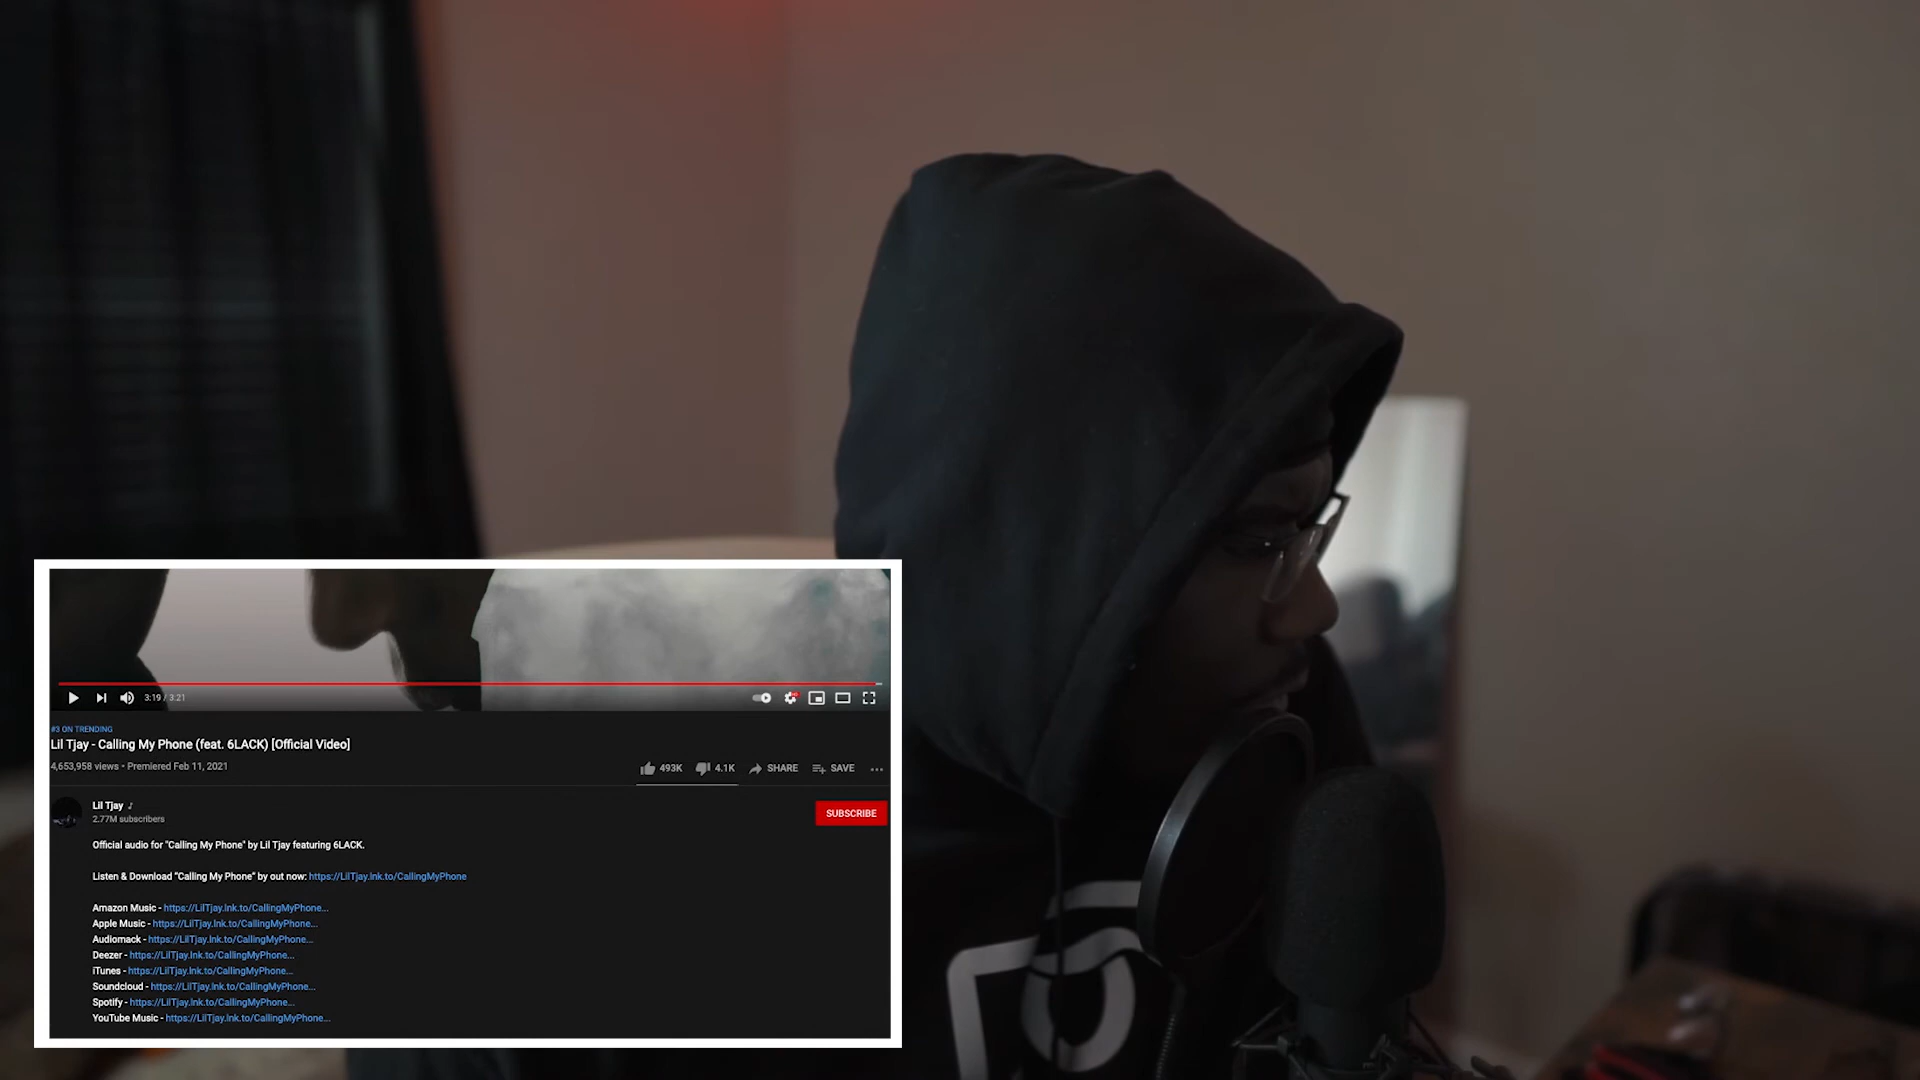 3:19 / 3:21
#3 ON TRENDING
Lil Tjay - Calling My Phone (feat. 6LACK) [Official Video]
4,653,958 views • Premiered Feb 11, 2021
493K 4.1K SHARE SAVE
Lil Tjay
2.77M subscribers
SUBSCRIBE
Official audio for "Calling My Phone" by Lil Tjay featuring 6LACK.
Listen & Download "Calling My Phone" by out now: https://LilTjay.lnk.to/CallingMyPhone
Amazon Music - https://LilTjay.lnk.to/CallingMyPhone...
Apple Music - https://LilTjay.lnk.to/CallingMyPhone...
Audiomack - https://LilTjay.lnk.to/CallingMyPhone...
Deezer - https://LilTjay.lnk.to/CallingMyPhone...
iTunes - https://LilTjay.lnk.to/CallingMyPhone...
Soundcloud - https://LilTjay.lnk.to/CallingMyPhone...
Spotify - https://LilTjay.lnk.to/CallingMyPhone...
YouTube Music - https://LilTjay.lnk.to/CallingMyPhone...